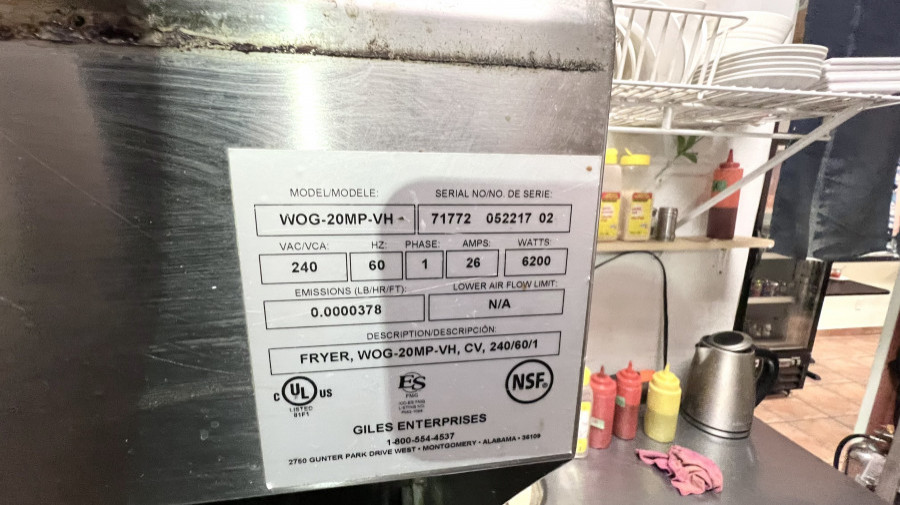 MODEL/MODELE: SERIAL NO/NO. DE SERIE:
WOG-20MP-VH 71772 052217 02
VAC/VCA: HZ: PHASE: AMPS: WATTS:
240 60 1 26 6200
EMISSIONS (LB/HR/FT): LOWER AIR FLOW LIMIT:
0.0000378 N/A
DESCRIPTION/DESCRIPCIÓN:
FRYER, WOG-20MP-VH, CV, 240/60/1
C UL US
LISTED
ES
NSF®
GILES ENTERPRISES
1-800-554-4537
2750 GUNTER PARK DRIVE WEST • MONTGOMERY • ALABAMA • 36109